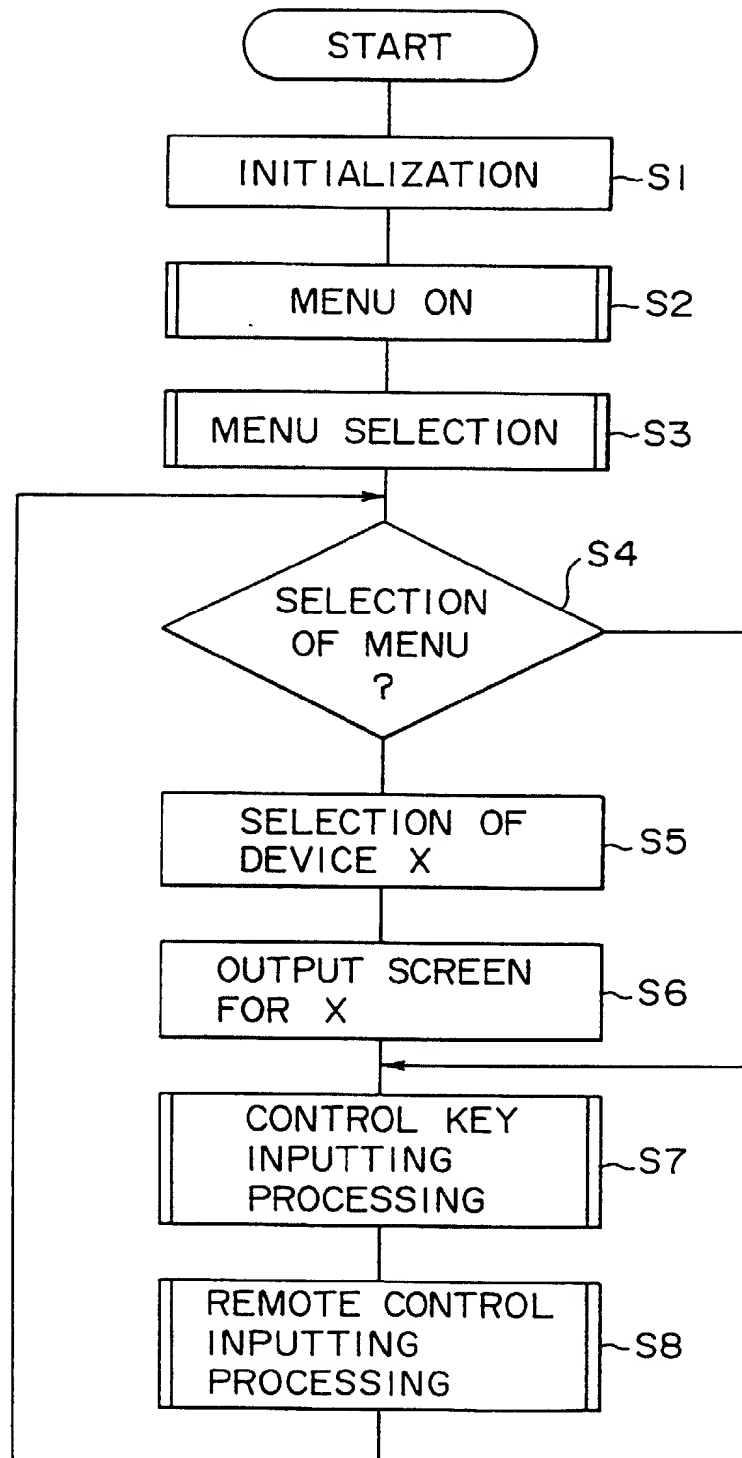 START
INITIALIZATION
S1
MENU ON
S2
MENU SELECTION
S3
S4
SELECTION
OF MENU
?
SELECTION OF
DEVICE X
S5
OUTPUT SCREEN
FOR X
S6
CONTROL KEY
INPUTTING
PROCESSING
S7
REMOTE CONTROL
INPUTTING
PROCESSING
S8